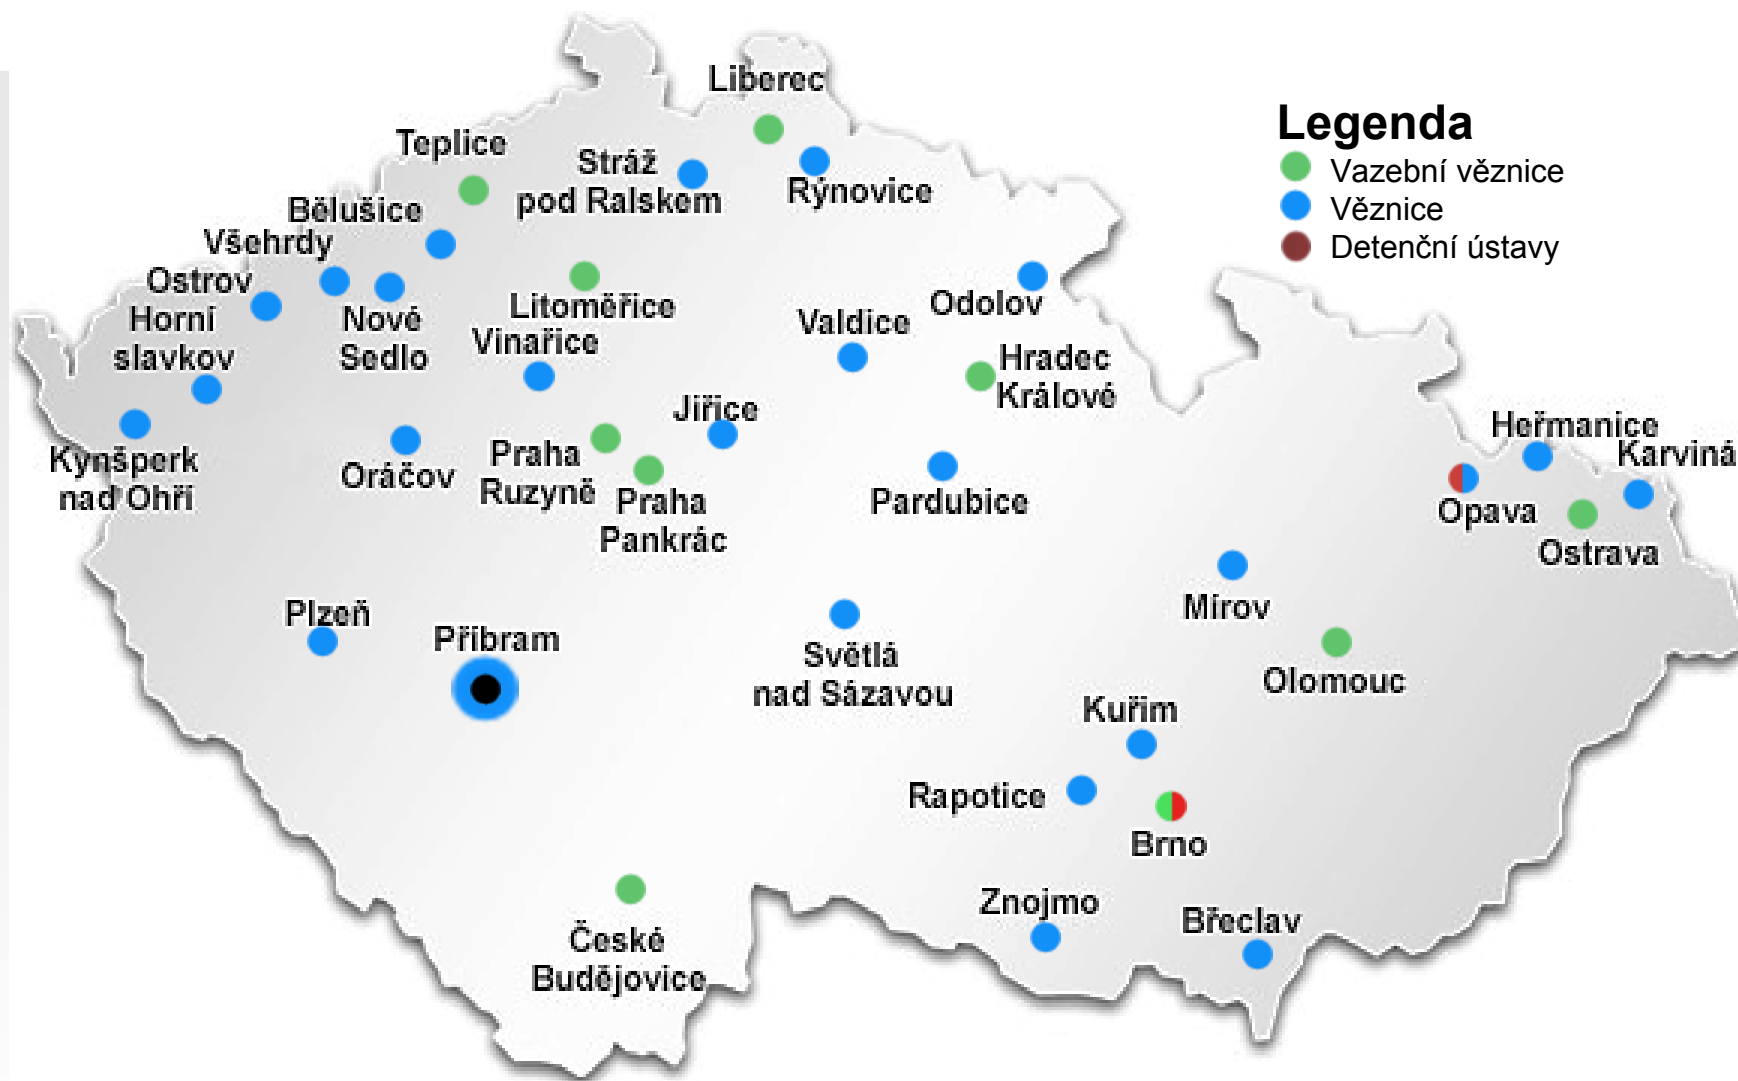 Liberec
Legenda
Vazební věznice
Věznice
Detenční ústavy
Teplice
Stráž
pod Ralskem
Rýnovice
Bělušice
Všehrdy
Ostrov
Horní
slavkov
Nové
Sedlo
Litoměřice
Vinařice
Valdice
Odolov
Hradec
Králové
Jiřice
Kynšperk
nad Ohří
Oráčov
Praha
Ruzyně
Praha
Pankrác
Pardubice
Heřmanice
Karviná
Opava
Ostrava
Mírov
Plzeň
Příbram
Světlá
nad Sázavou
Olomouc
Kuřim
Rapotice
Brno
Znojmo
Břeclav
České
Budějovice